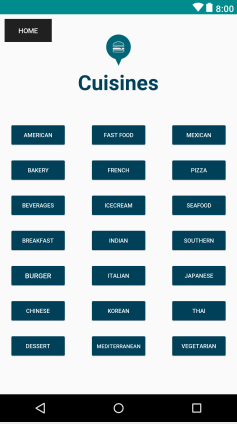 8:00
HOME
Cuisines
AMERICAN FAST FOOD MEXICAN
BAKERY FRENCH PIZZA
BEVERAGES ICECREAM SEAFOOD
BREAKFAST INDIAN SOUTHERN
BURGER ITALIAN JAPANESE
CHINESE KOREAN THAI
DESSERT MEDITERRANEAN VEGETARIAN